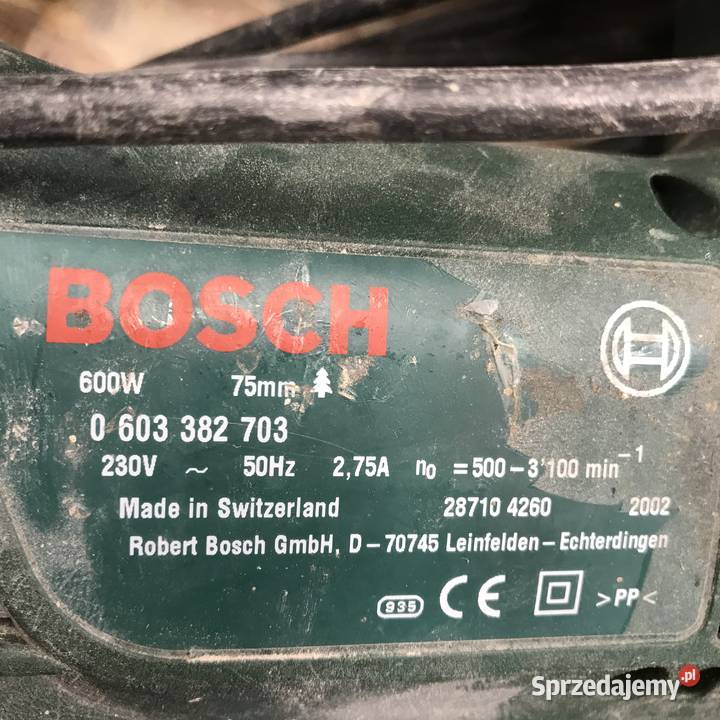 BOSCH
600W 75mm
0 603 382 703
230V ~ 50Hz 2,75A n₀ = 500 – 3'100 min⁻¹
Made in Switzerland 28710 4260 2002
Robert Bosch GmbH, D – 70745 Leinfelden – Echterdingen
935 CE >PP<
Sprzedajemy.pl